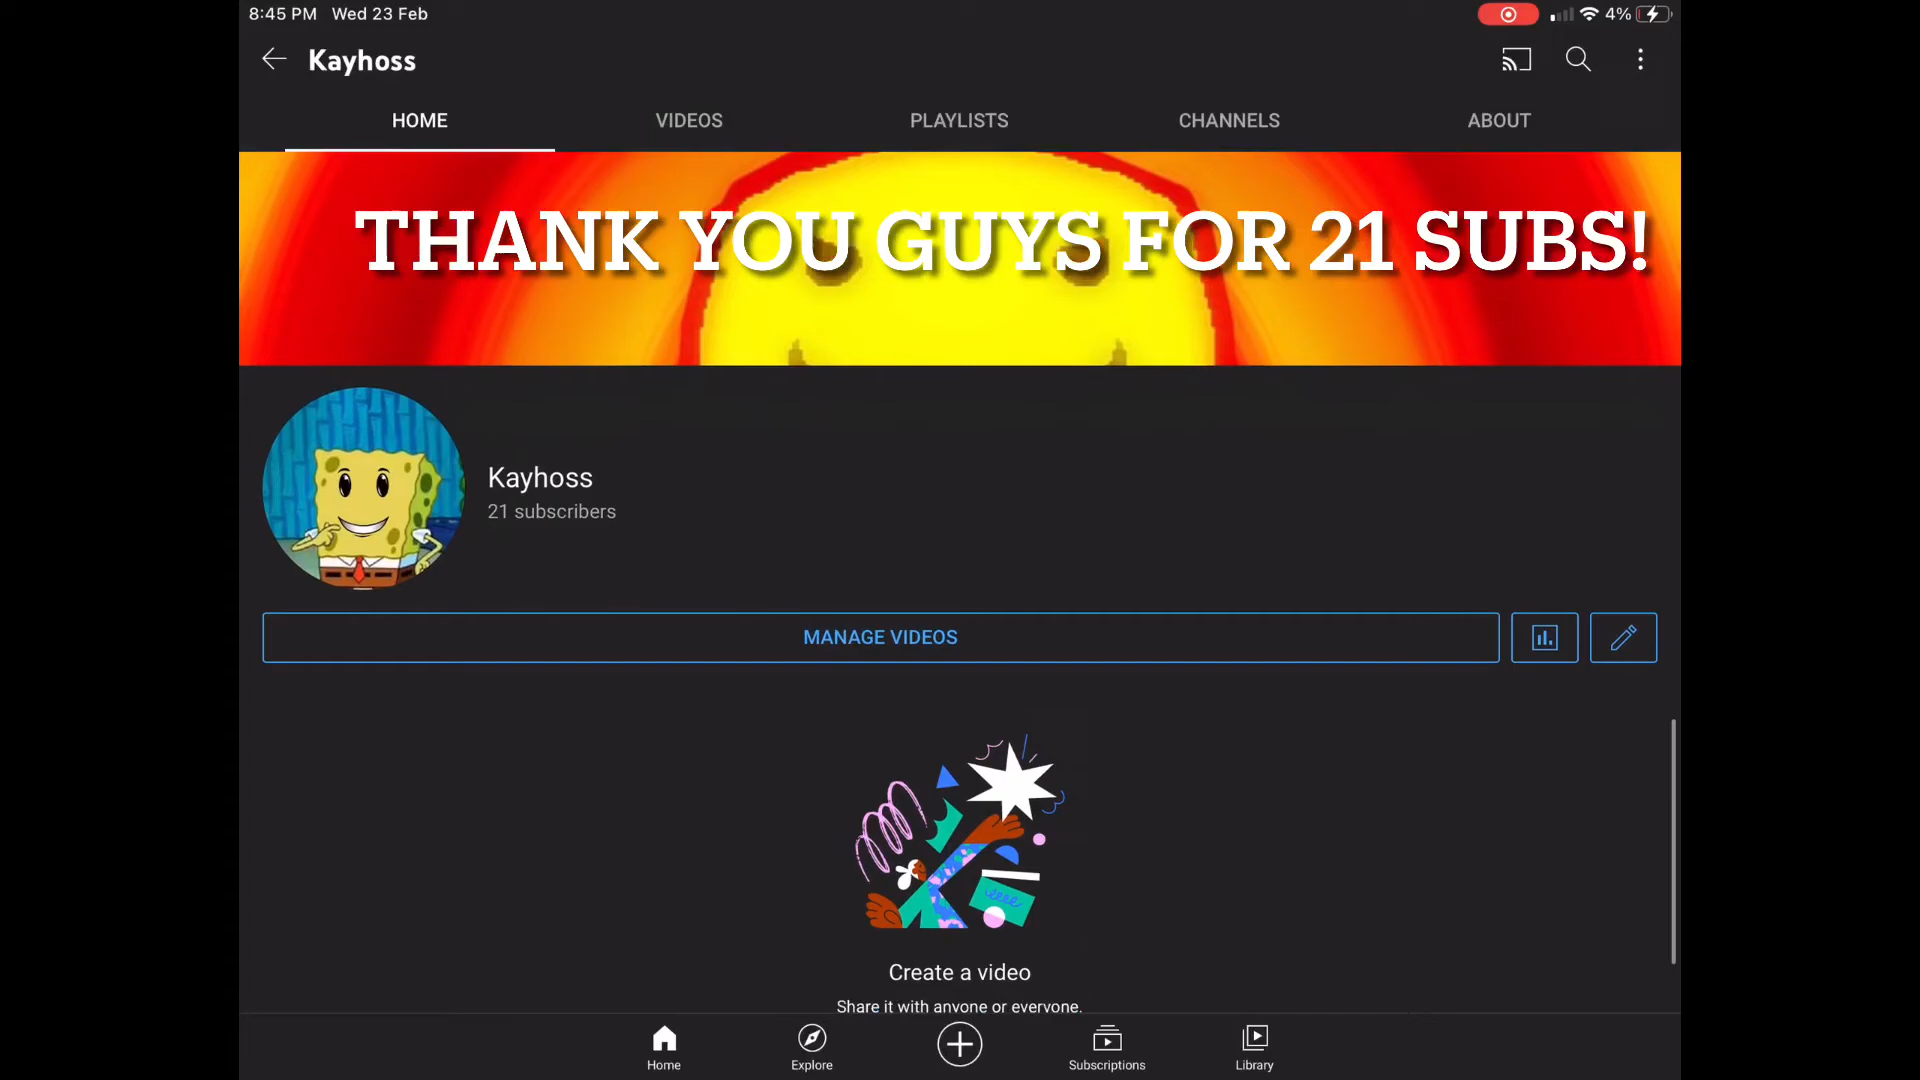 8:45 PM Wed 23 Feb
4%
Kayhoss
HOME VIDEOS PLAYLISTS CHANNELS ABOUT
THANK YOU GUYS FOR 21 SUBS!
Kayhoss
21 subscribers
MANAGE VIDEOS
Create a video
Share it with anyone or everyone.
Home Explore Subscriptions Library